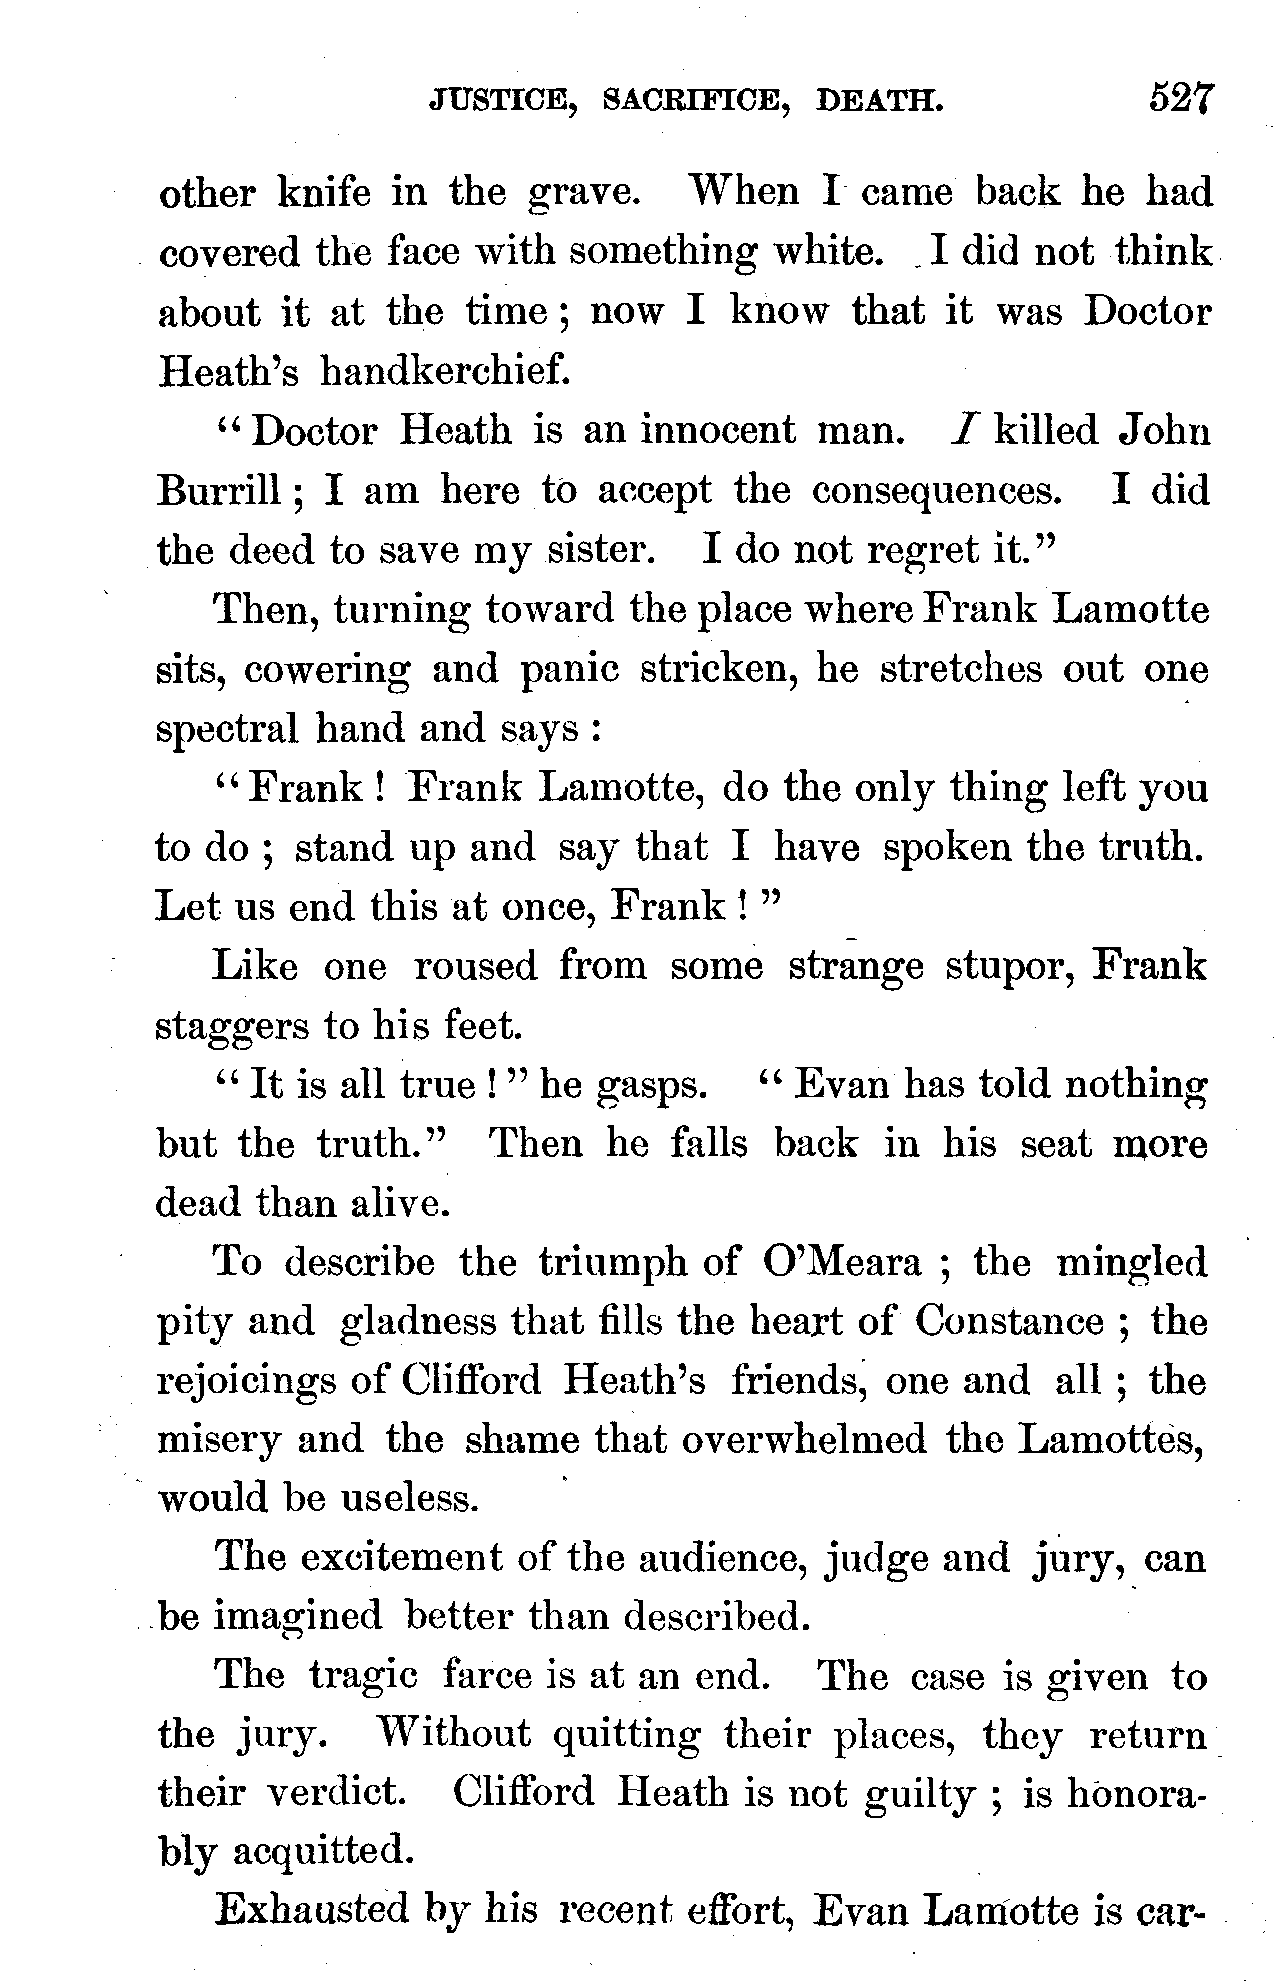 JUSTICE, SACRIFICE, DEATH. 527
other knife in the grave. When I came back he had
covered the face with something white. I did not think
about it at the time ; now I know that it was Doctor
Heath's handkerchief.
“ Doctor Heath is an innocent man. I killed John
Burrill ; I am here to accept the consequences. I did
the deed to save my sister. I do not regret it.”
Then, turning toward the place where Frank Lamotte
sits, cowering and panic stricken, he stretches out one
spectral hand and says :
“ Frank ! Frank Lamotte, do the only thing left you
to do ; stand up and say that I have spoken the truth.
Let us end this at once, Frank ! ”
Like one roused from some strange stupor, Frank
staggers to his feet.
“ It is all true ! ” he gasps. “ Evan has told nothing
but the truth.” Then he falls back in his seat more
dead than alive.
To describe the triumph of O’Meara ; the mingled
pity and gladness that fills the heart of Constance ; the
rejoicings of Clifford Heath’s friends, one and all ; the
misery and the shame that overwhelmed the Lamottes,
would be useless.
The excitement of the audience, judge and jury, can
be imagined better than described.
The tragic farce is at an end. The case is given to
the jury. Without quitting their places, they return
their verdict. Clifford Heath is not guilty ; is honora-
bly acquitted.
Exhausted by his recent effort, Evan Lamotte is car-